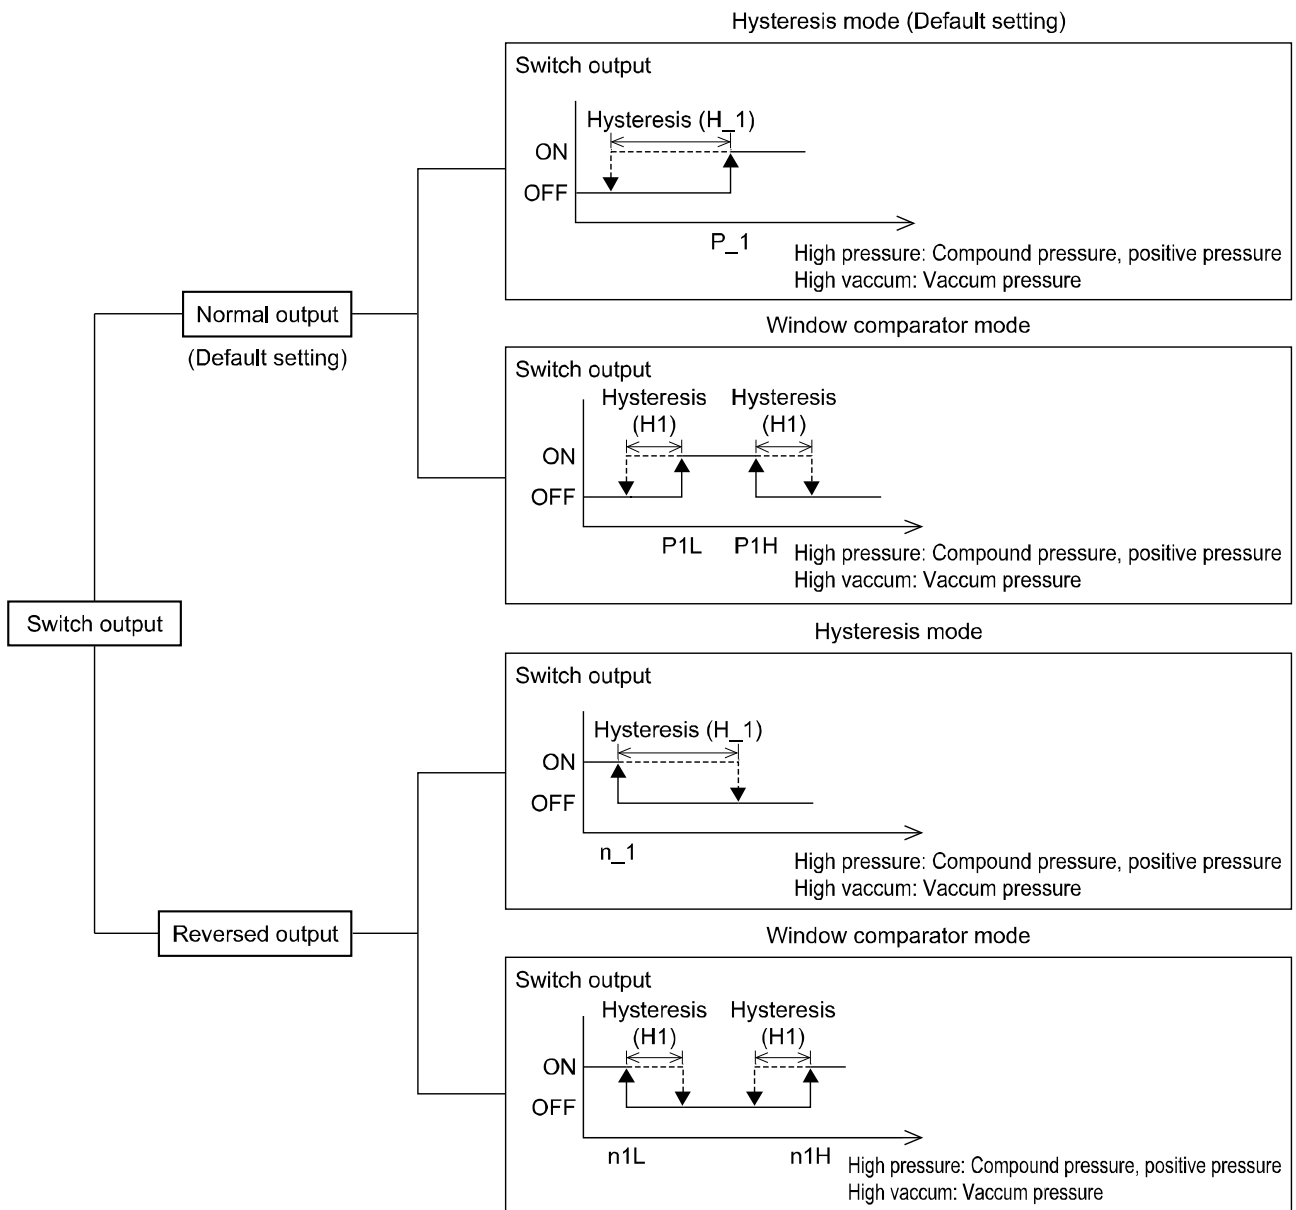 Hysteresis mode (Default setting)
Switch output
Hysteresis (H_1)
ON
OFF
P_1
High pressure: Compound pressure, positive pressure
High vaccum: Vaccum pressure
Normal output
(Default setting)
Window comparator mode
Switch output
Hysteresis Hysteresis
(H1) (H1)
ON
OFF
P1L P1H
High pressure: Compound pressure, positive pressure
High vaccum: Vaccum pressure
Switch output
Hysteresis mode
Switch output
Hysteresis (H_1)
ON
OFF
n_1
High pressure: Compound pressure, positive pressure
High vaccum: Vaccum pressure
Reversed output
Window comparator mode
Switch output
Hysteresis Hysteresis
(H1) (H1)
ON
OFF
n1L n1H
High pressure: Compound pressure, positive pressure
High vaccum: Vaccum pressure